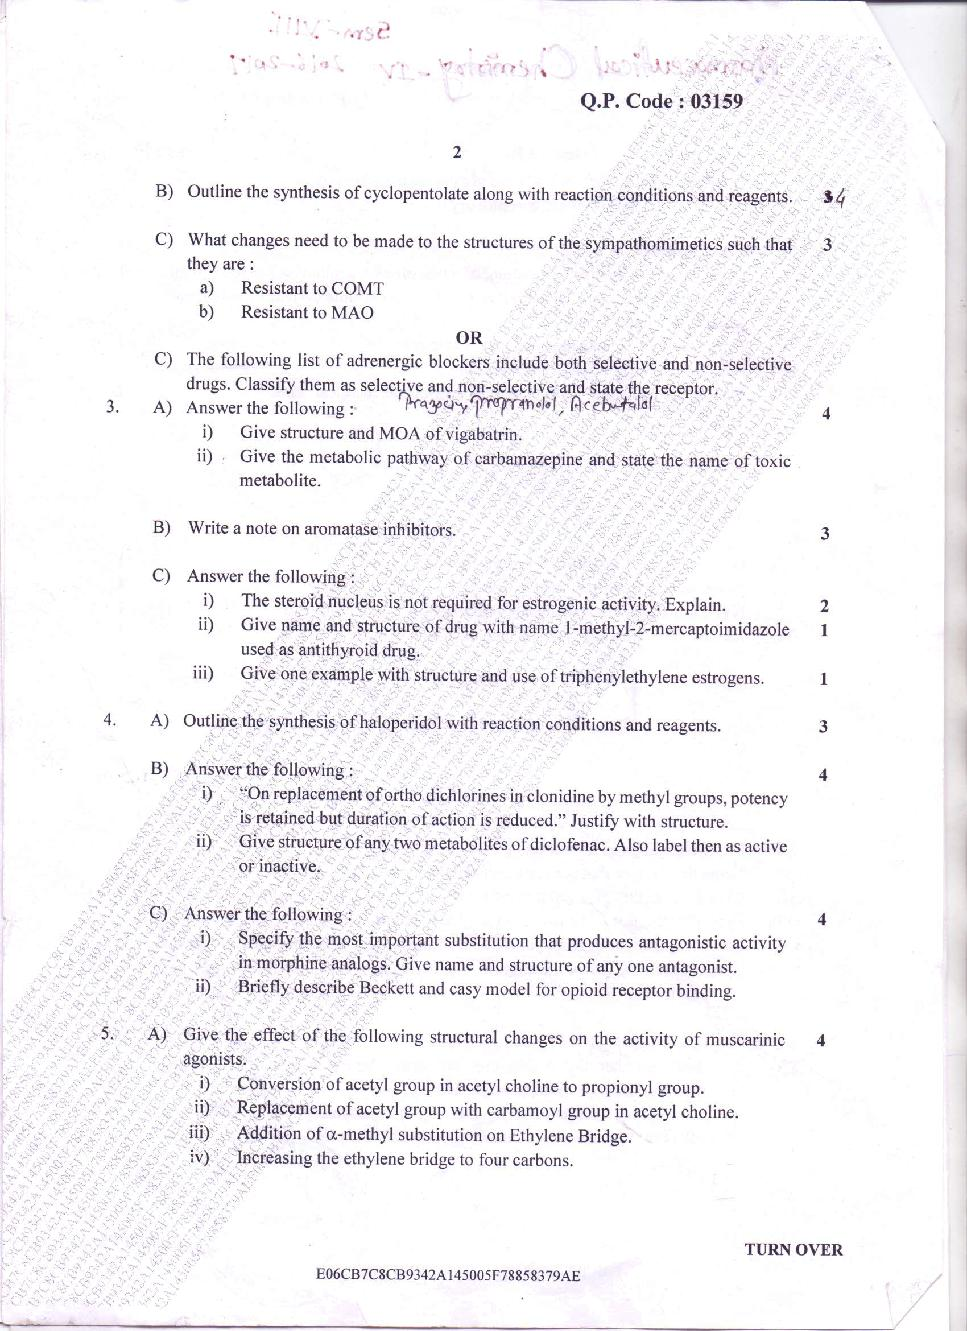 Sem-VIII
Pharmaceutical Chemistry-IV 2016-2017
Q.P. Code : 03159
2
B) Outline the synthesis of cyclopentolate along with reaction conditions and reagents. 4
C) What changes need to be made to the structures of the sympathomimetics such that 3
they are :
a) Resistant to COMT
b) Resistant to MAO
OR
C) The following list of adrenergic blockers include both selective and non-selective
drugs. Classify them as selective and non-selective and state the receptor.
propranolol, Acebutalol
3. A) Answer the following : 4
i) Give structure and MOA of vigabatrin.
ii) Give the metabolic pathway of carbamazepine and state the name of toxic
metabolite.
B) Write a note on aromatase inhibitors. 3
C) Answer the following :
i) The steroid nucleus is not required for estrogenic activity. Explain. 2
ii) Give name and structure of drug with name 1-methyl-2-mercaptoimidazole 1
used as antithyroid drug.
iii) Give one example with structure and use of triphenylethylene estrogens. 1
4. A) Outline the synthesis of haloperidol with reaction conditions and reagents. 3
B) Answer the following : 4
i) “On replacement of ortho dichlorines in clonidine by methyl groups, potency
is retained but duration of action is reduced.” Justify with structure.
ii) Give structure of any two metabolites of diclofenac. Also label then as active
or inactive.
C) Answer the following : 4
i) Specify the most important substitution that produces antagonistic activity
in morphine analogs. Give name and structure of any one antagonist.
ii) Briefly describe Beckett and casy model for opioid receptor binding.
5. A) Give the effect of the following structural changes on the activity of muscarinic 4
agonists.
i) Conversion of acetyl group in acetyl choline to propionyl group.
ii) Replacement of acetyl group with carbamoyl group in acetyl choline.
iii) Addition of α-methyl substitution on Ethylene Bridge.
iv) Increasing the ethylene bridge to four carbons.
TURN OVER
E06CB7C8CB9342A145005F78858379AE